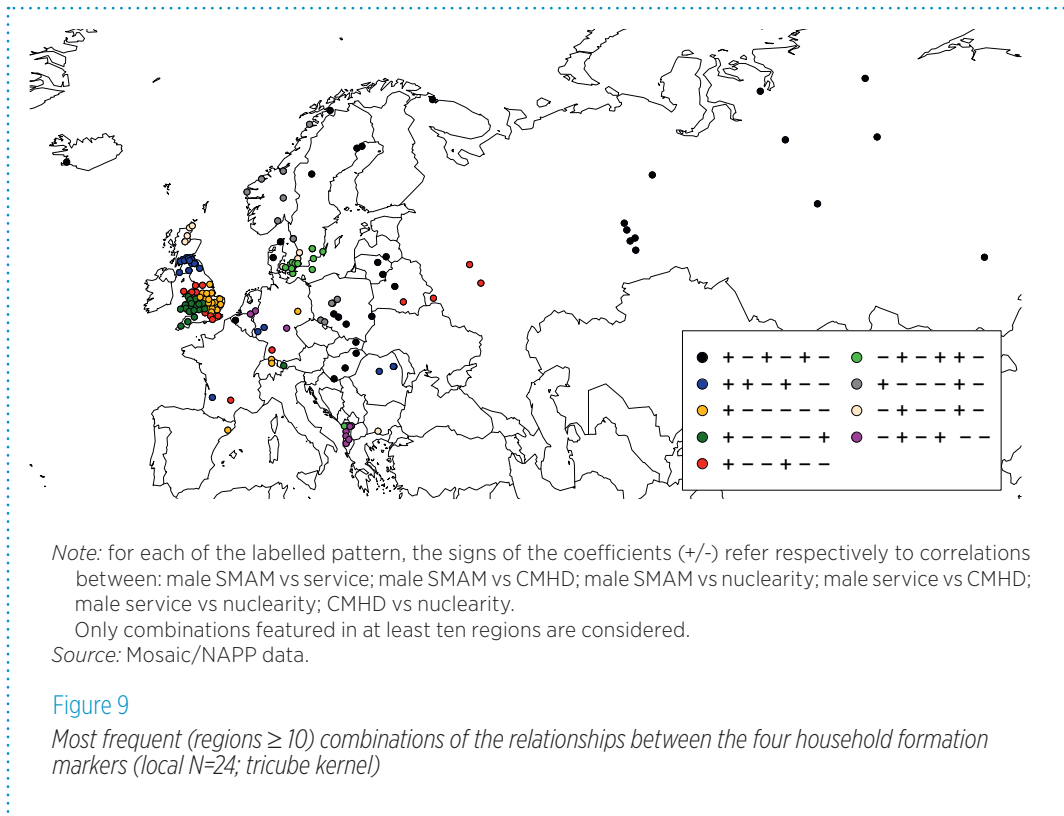 + − + − + −
− + − + + −
+ + − + − −
+ − − − + −
+ − − − − −
− + − − + −
+ − − − − +
− + − + − −
+ − − + − −
Note: for each of the labelled pattern, the signs of the coefficients (+/-) refer respectively to correlations
between: male SMAM vs service; male SMAM vs CMHD; male SMAM vs nuclearity; male service vs CMHD;
male service vs nuclearity; CMHD vs nuclearity.
Only combinations featured in at least ten regions are considered.
Source: Mosaic/NAPP data.
Figure 9
Most frequent (regions ≥ 10) combinations of the relationships between the four household formation
markers (local N=24; tricube kernel)